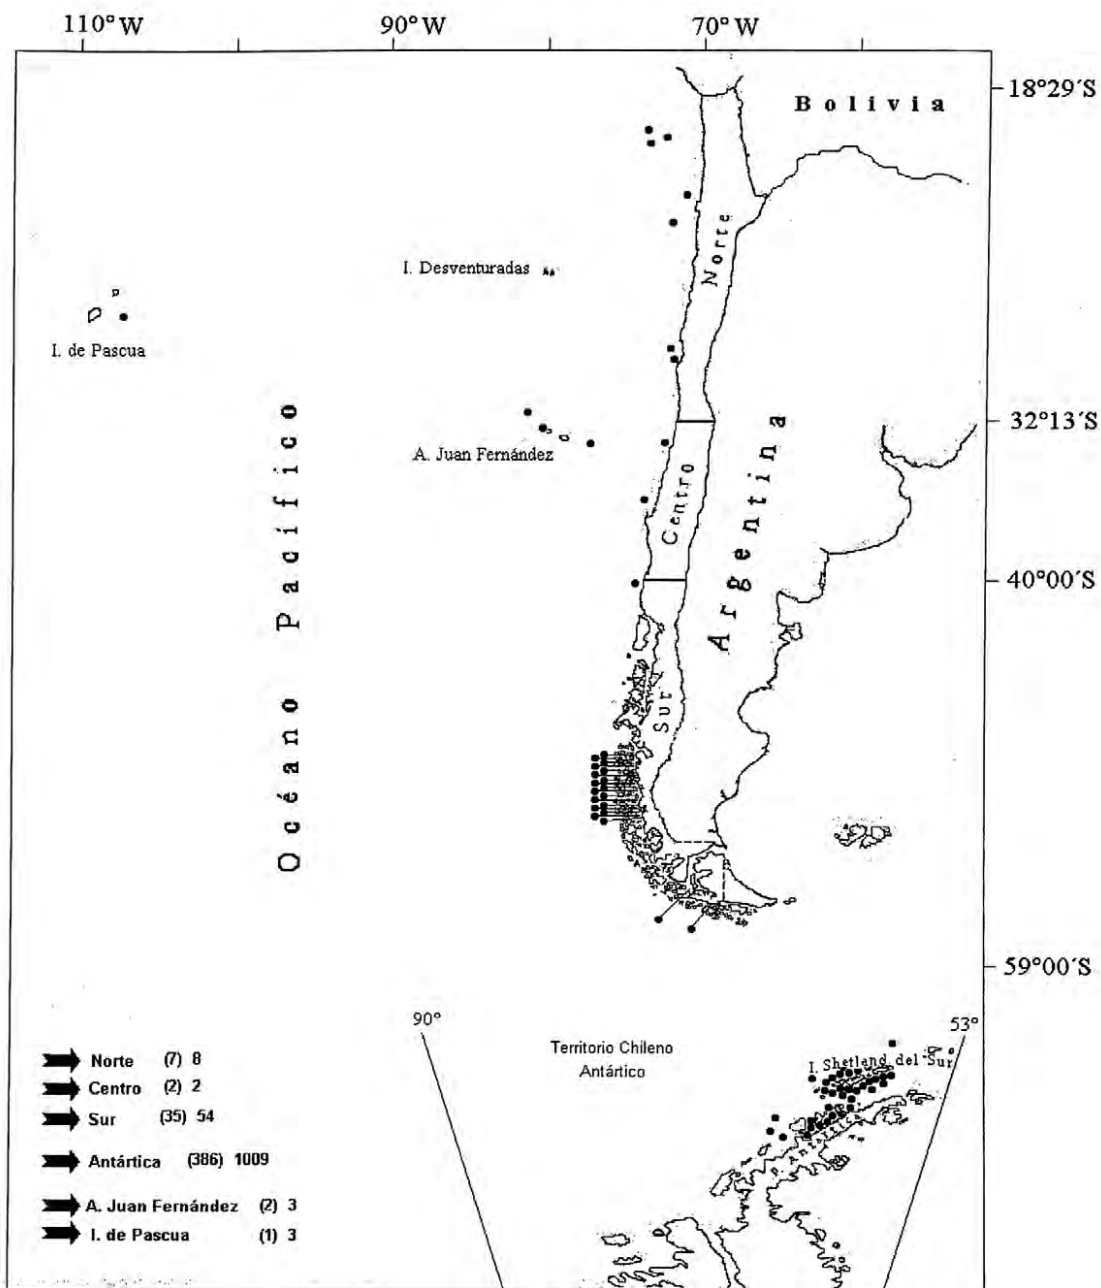 110°W 90°W 70°W
18°29´S
Bolivia
Norte
I. Desventuradas
I. de Pascua
32°13´S
A. Juan Fernández
Centro
Argentina
Océano Pacífico
40°00´S
Sur
59°00´S
90°
53°
Territorio Chileno
Antártico
I. Shetland del Sur
Norte (7) 8
Centro (2) 2
Sur (35) 54
Antártica (386) 1009
A. Juan Fernández (2) 3
I. de Pascua (1) 3